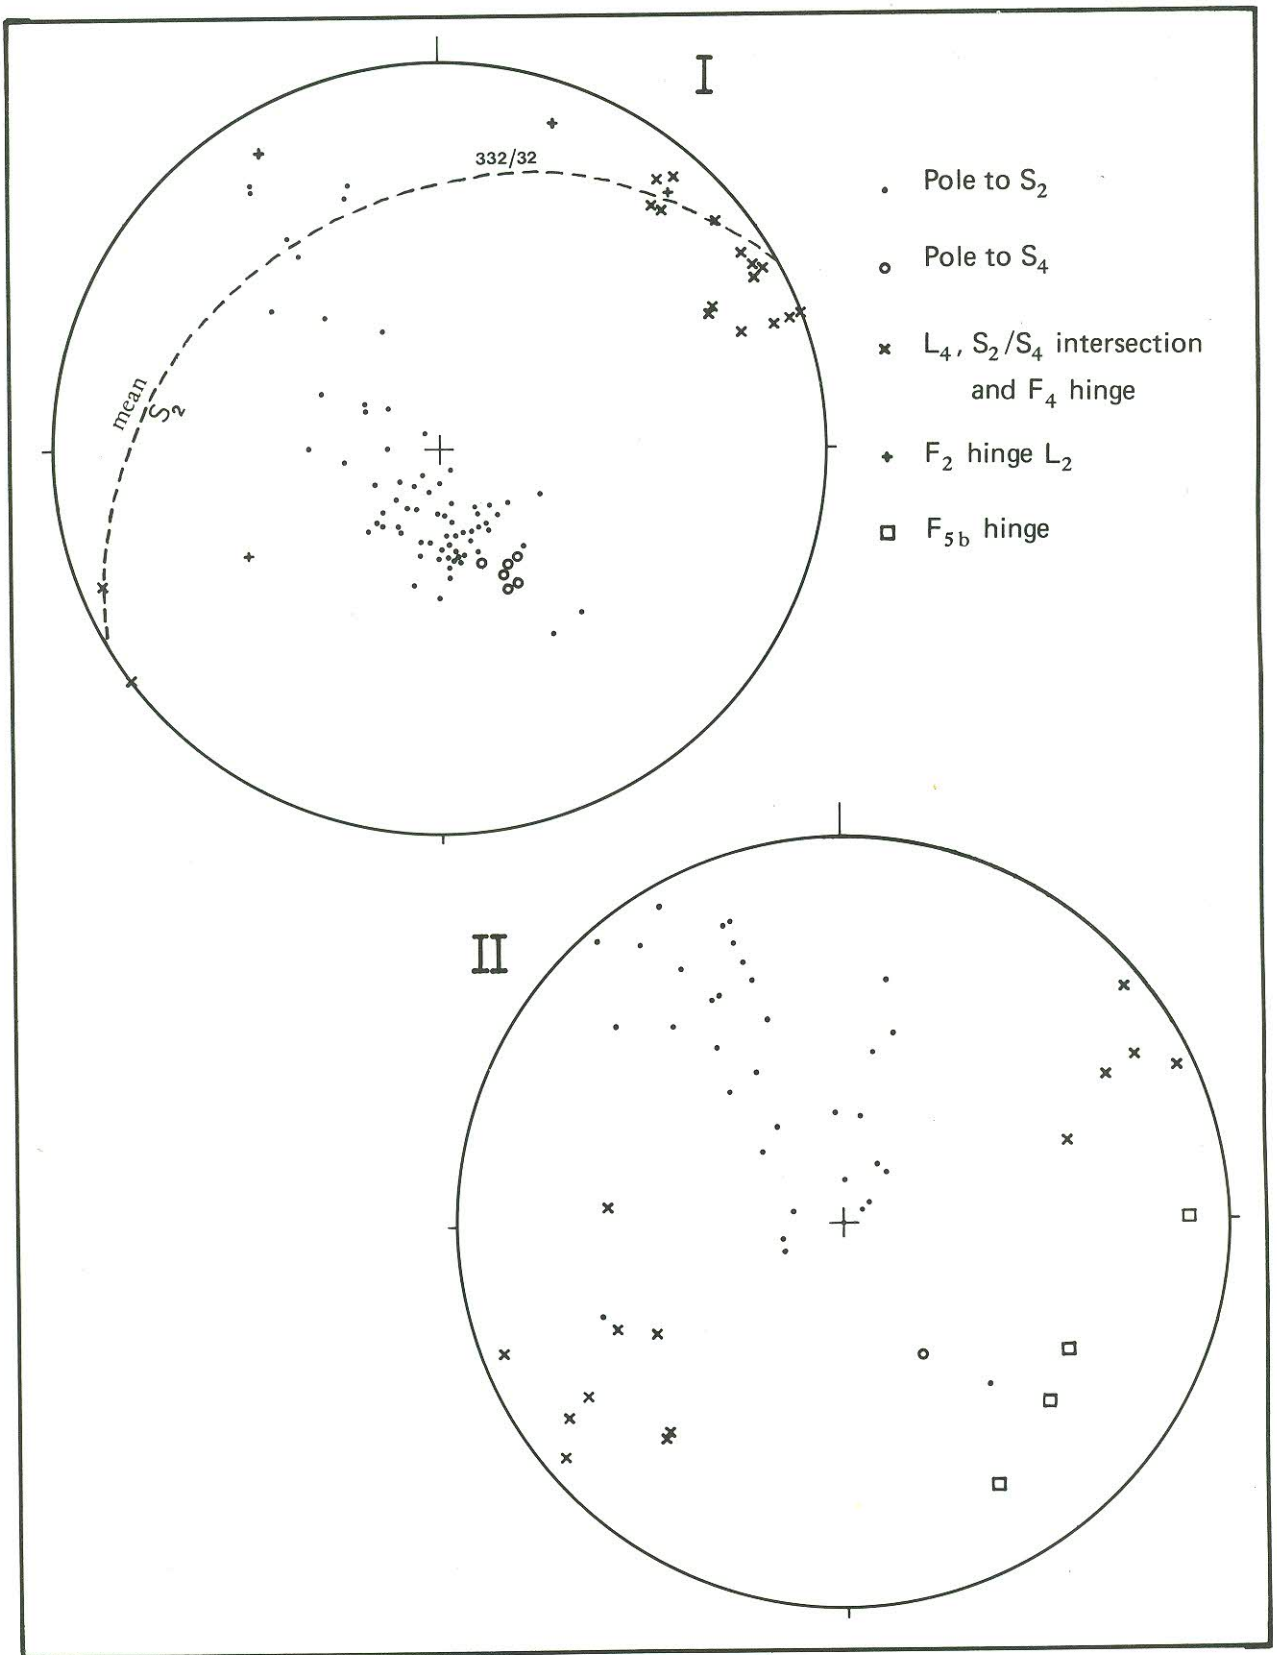 I
332/32
mean
S₂
Pole to S₂
Pole to S₄
L₄, S₂/S₄ intersection
and F₄ hinge
F₂ hinge L₂
F₅b hinge
II